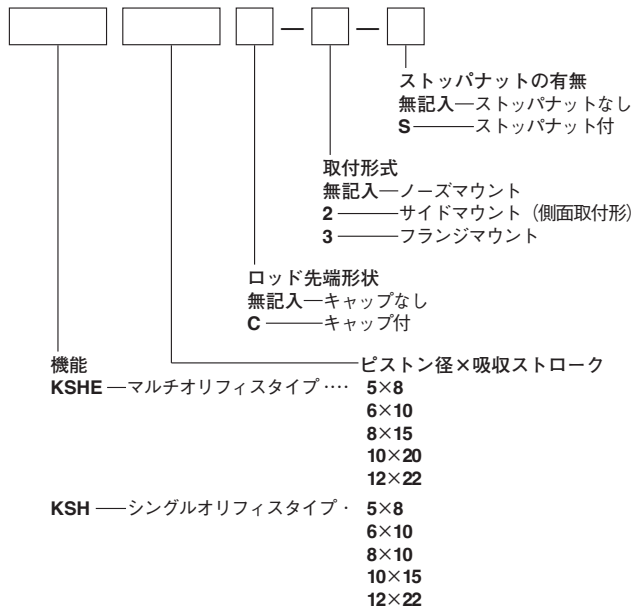 ストッパナットの有無
無記入―ストッパナットなし
S―――ストッパナット付
取付形式
無記入―ノーズマウント
2 ―――サイドマウント（側面取付形）
3 ―――フランジマウント
ロッド先端形状
無記入―キャップなし
C ―――キャップ付
機能
ピストン径×吸収ストローク
KSHE ―マルチオリフィスタイプ ････ 5×8
6×10
8×15
10×20
12×22
KSH ――シングルオリフィスタイプ･ 5×8
6×10
8×10
10×15
12×22